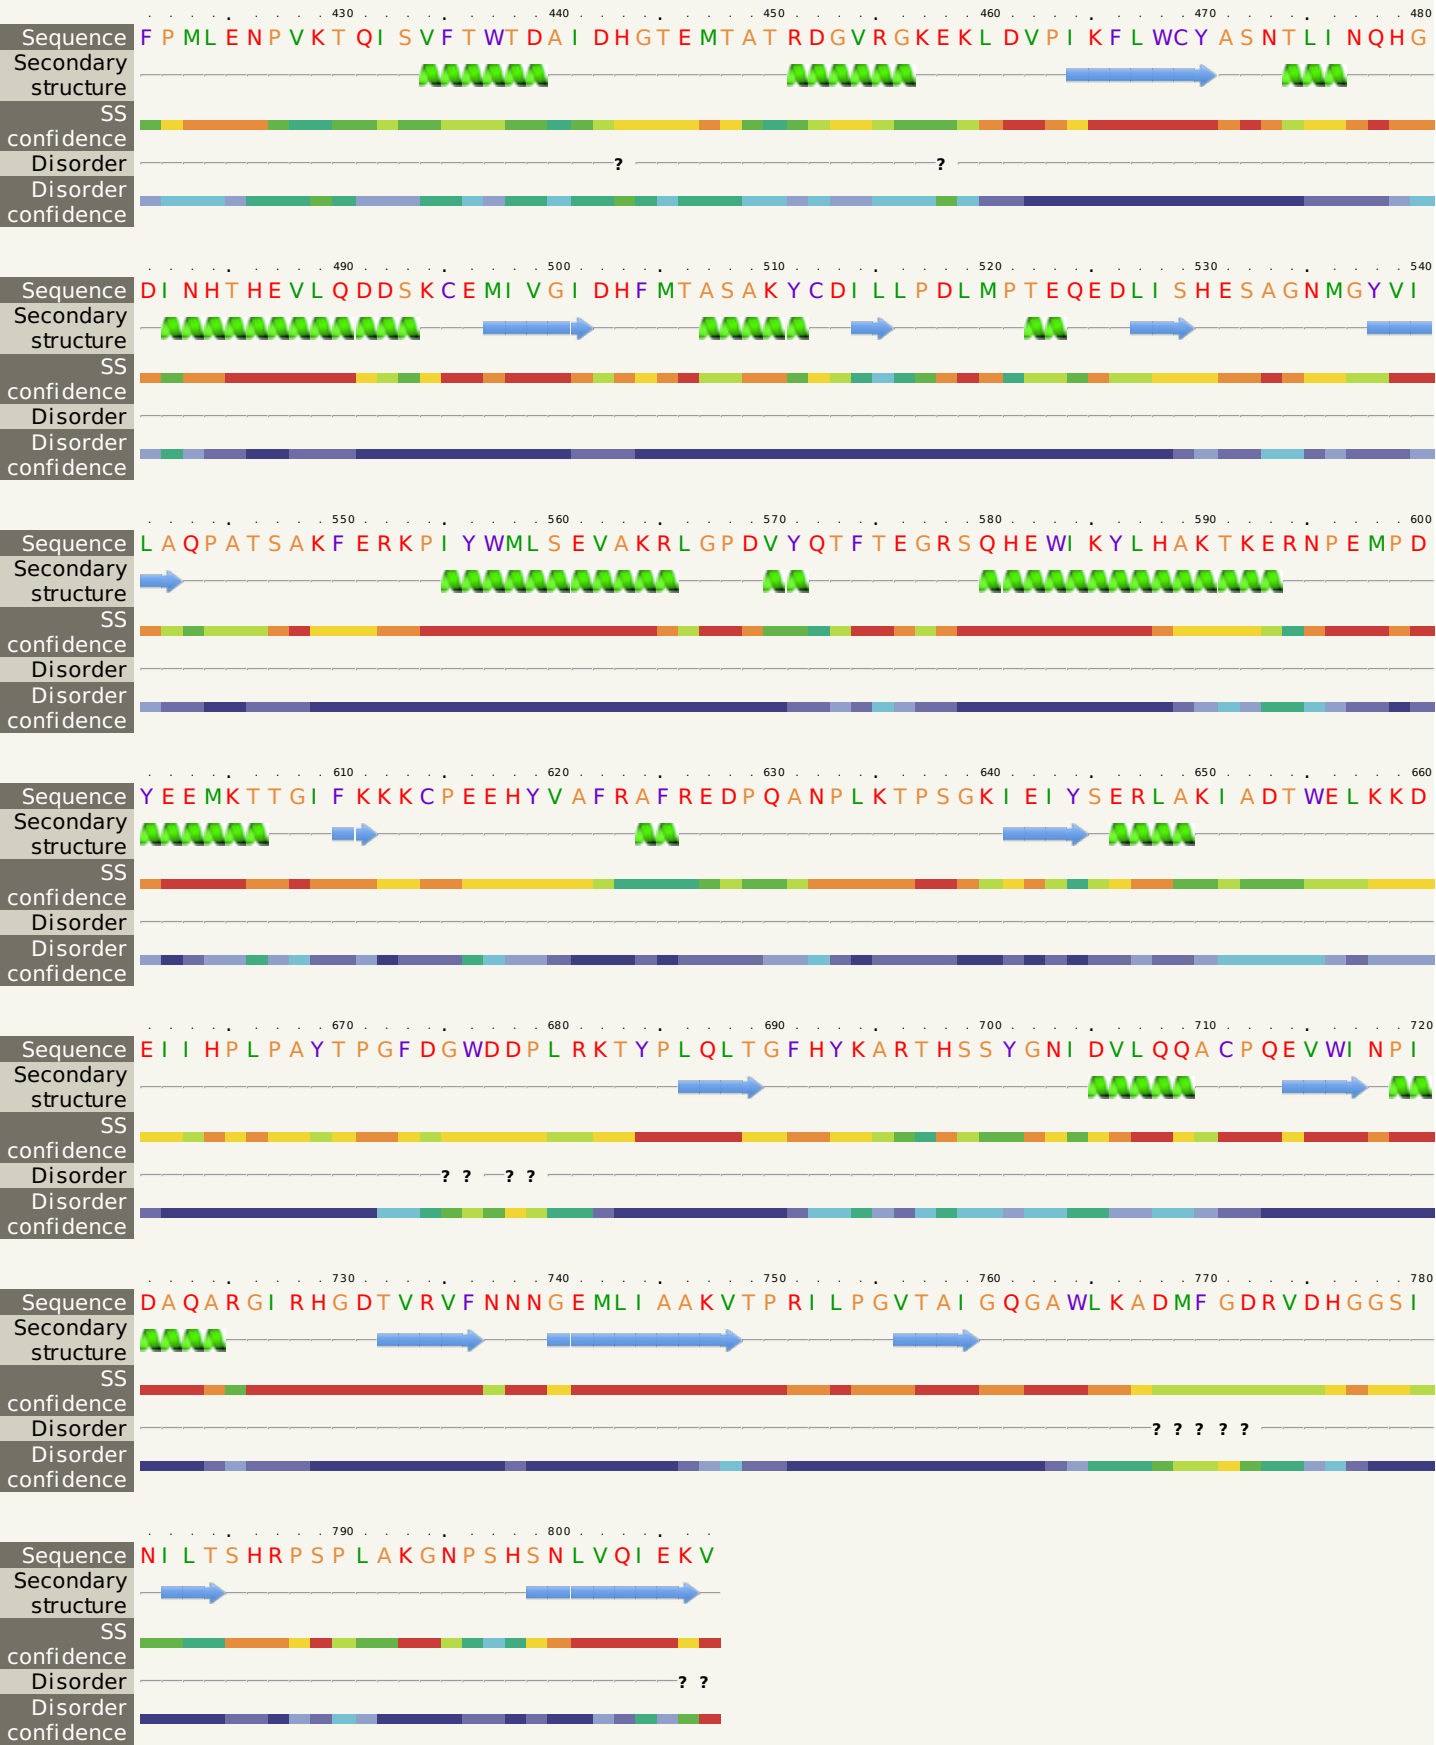 430 440 450 460 470 480
Sequence FPMLENPVKTQISVFTWTDAIDHGTEMTATRDGVRGKEKLDVPIKFLWCYASNTLINQHG
Secondary
structure
SS
confidence
Disorder ? ?
Disorder
confidence
490 500 510 520 530 540
Sequence DINHTHEVLQDDSKCEMIVGIDHFMTASAKYCDILLPDLMPTEQEDLISHESAGNMGYVI
Secondary
structure
SS
confidence
Disorder
Disorder
confidence
550 560 570 580 590 600
Sequence LAQPATSAKFERKPIYWMLSEVAKRLGPDVYQTFTEGRSQHEWIKYLHAKTKERNPEMPD
Secondary
structure
SS
confidence
Disorder
Disorder
confidence
610 620 630 640 650 660
Sequence YEEMKTTGIFKKKCPEEHYVAFRAFREDPQANPLKTPSGKIEIYSERLAKIADTWELKKD
Secondary
structure
SS
confidence
Disorder
Disorder
confidence
670 680 690 700 710 720
Sequence EIIHPLPAYTPGFDGWDDPLRKTYPLQLTGFHYKARTHSSYGNIDVLQQACPQEVWINPI
Secondary
structure
SS
confidence
Disorder ? ? ? ?
Disorder
confidence
730 740 750 760 770 780
Sequence DAQARGIRHGDTVRVFNNNGEMLIAAKVTPRILPGVTAIGQGAWLKADMFGDRVDHGGSI
Secondary
structure
SS
confidence
Disorder ? ? ? ? ?
Disorder
confidence
790 800
Sequence NILTSHRPSPLAKGNPSHSNLVQIEKV
Secondary
structure
SS
confidence
Disorder ? ?
Disorder
confidence